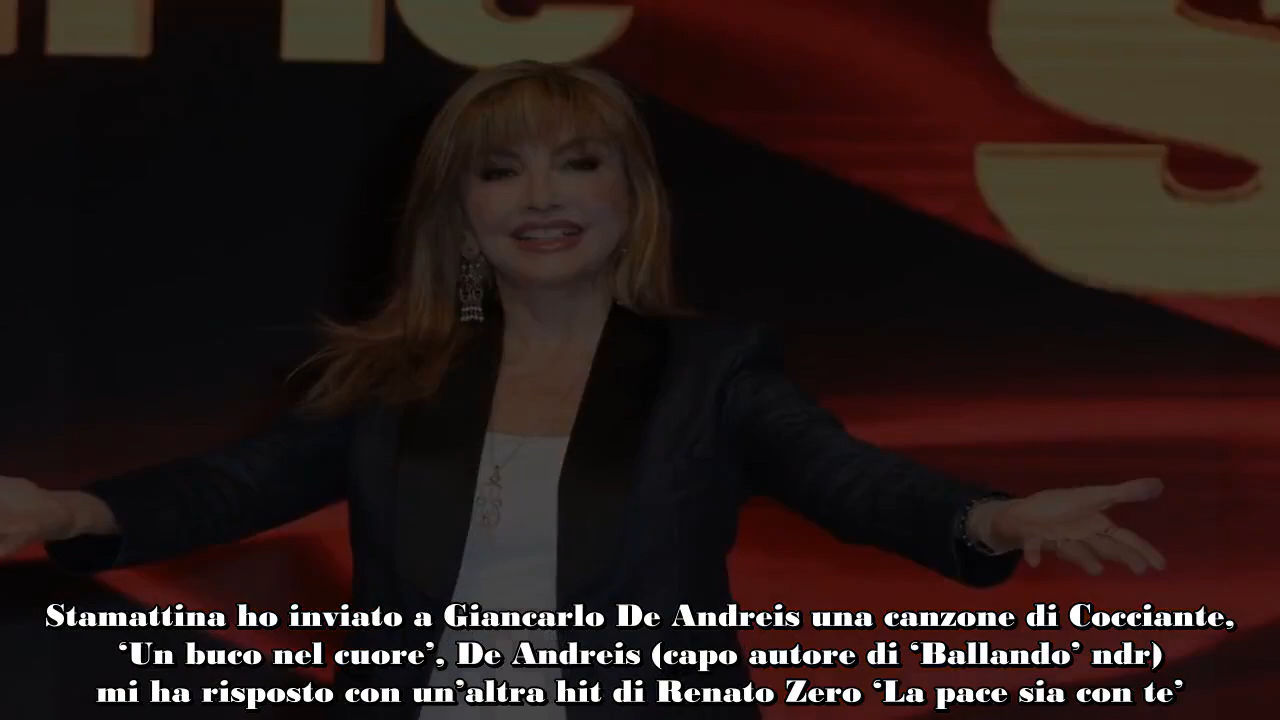 Stamattina ho inviato a Giancarlo De Andreis una canzone di Cocciante,
‘Un buco nel cuore’, De Andreis (capo autore di ‘Ballando’ ndr)
mi ha risposto con un’altra hit di Renato Zero ‘La pace sia con te’